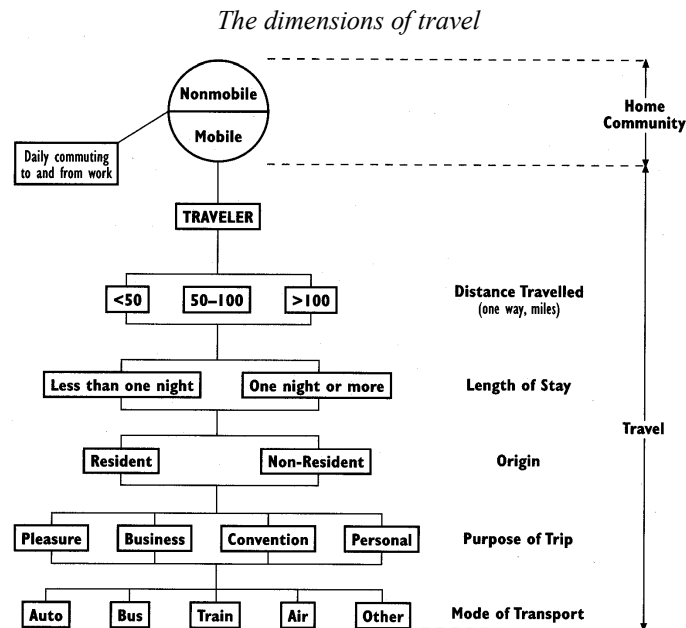 The dimensions of travel
Nonmobile
Mobile
Home
Community
Daily commuting
to and from work
TRAVELER
<50
50–100
>100
Distance Travelled
(one way, miles)
Less than one night
One night or more
Length of Stay
Travel
Resident
Non-Resident
Origin
Pleasure
Business
Convention
Personal
Purpose of Trip
Auto
Bus
Train
Air
Other
Mode of Transport